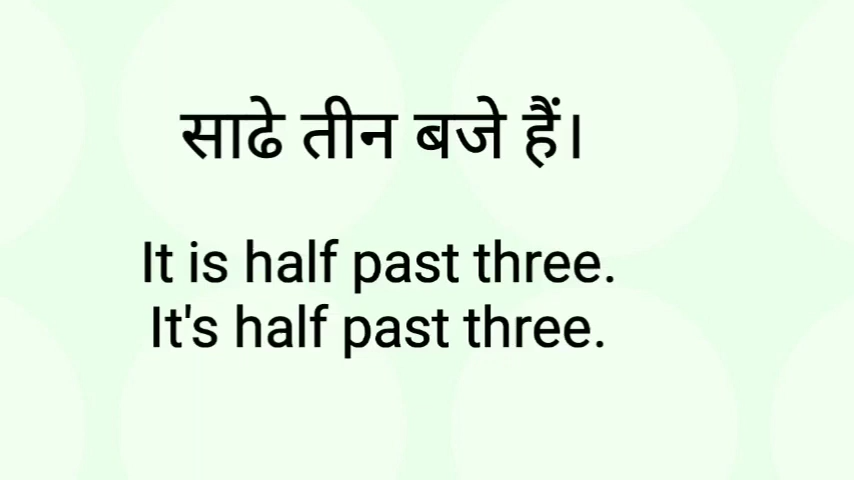 साढे तीन बजे हैं।
It is half past three.
It's half past three.